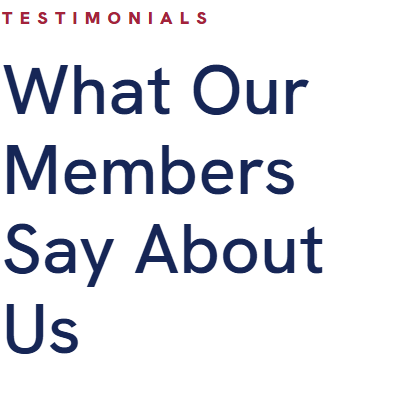 TESTIMONIALS
What Our
Members
Say About
Us